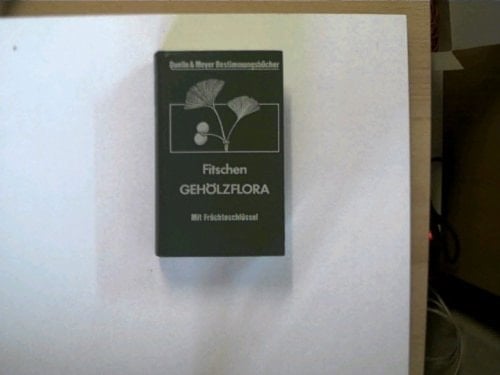 Quelle & Meyer Bestimmungsbücher
Fitschen
GEHÖLZFLORA
Mit Früchteschlüssel